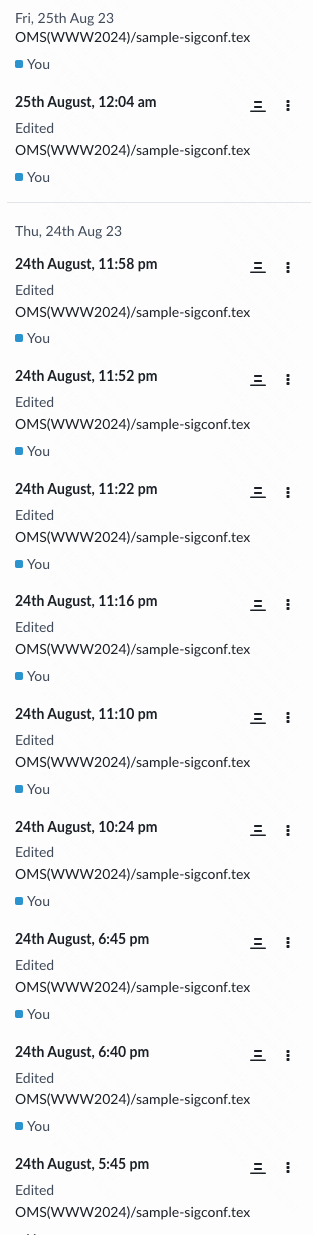 Fri, 25th Aug 23
OMS(WWW2024)/sample-sigconf.tex
You
25th August, 12:04 am
Edited
OMS(WWW2024)/sample-sigconf.tex
You
Thu, 24th Aug 23
24th August, 11:58 pm
Edited
OMS(WWW2024)/sample-sigconf.tex
You
24th August, 11:52 pm
Edited
OMS(WWW2024)/sample-sigconf.tex
You
24th August, 11:22 pm
Edited
OMS(WWW2024)/sample-sigconf.tex
You
24th August, 11:16 pm
Edited
OMS(WWW2024)/sample-sigconf.tex
You
24th August, 11:10 pm
Edited
OMS(WWW2024)/sample-sigconf.tex
You
24th August, 10:24 pm
Edited
OMS(WWW2024)/sample-sigconf.tex
You
24th August, 6:45 pm
Edited
OMS(WWW2024)/sample-sigconf.tex
You
24th August, 6:40 pm
Edited
OMS(WWW2024)/sample-sigconf.tex
You
24th August, 5:45 pm
Edited
OMS(WWW2024)/sample-sigconf.tex